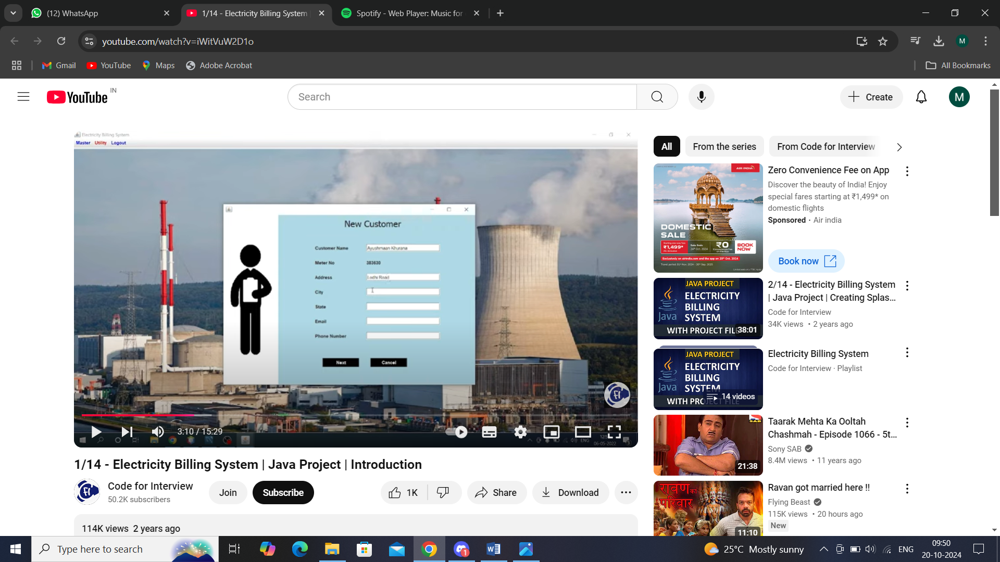 (12) WhatsApp
1/14 - Electricity Billing System
Spotify - Web Player: Music for
youtube.com/watch?v=iWitVuW2D1o
M
Gmail
YouTube
Maps
Adobe Acrobat
All Bookmarks
YouTube IN
Search
Create
M
Electricity Billing System
Master Utility Logout
New Customer
Customer Name Ayushmaan Khurana
Meter No 383630
Address Lodhi Road
City
State
Email
Phone Number
Next Cancel
3:10 / 15:29
ENG
06-05-2022
1/14 - Electricity Billing System | Java Project | Introduction
Code for Interview
50.2K subscribers
Join
Subscribe
1K
Share
Download
114K views 2 years ago
All
From the series
From Code for Interview
AIR INDIA
DOMESTIC
SALE
₹1,499*
₹0
BOOK
NOW
Zero Convenience Fee on App
Discover the beauty of India! Enjoy
special fares starting at ₹1,499* on
domestic flights
Sponsored · Air india
Book now
JAVA PROJECT
ELECTRICITY
BILLING
SYSTEM
Java
WITH PROJECT FILE
38:01
2/14 - Electricity Billing System
| Java Project | Creating Splas...
Code for Interview
34K views • 2 years ago
JAVA PROJECT
ELECTRICITY
BILLING
SYSTEM
Java
14 videos
Electricity Billing System
Code for Interview · Playlist
SAB
21:38
Taarak Mehta Ka Ooltah
Chashmah - Episode 1066 - 5t...
Sony SAB
8.4M views • 11 years ago
रावण का
परिवार
11:10
Ravan got married here !!
Flying Beast
115K views • 20 hours ago
New
Type here to search
1
25°C Mostly sunny
ENG
09:50
20-10-2024